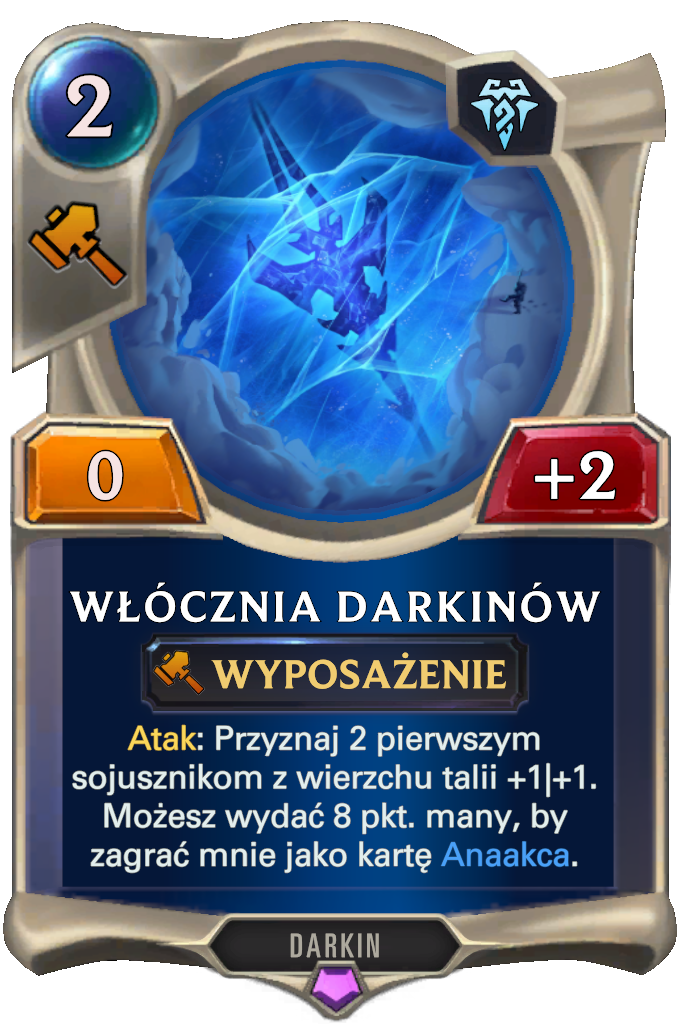 2
0
+2
WŁÓCZNIA DARKINÓW
WYPOSAŻENIE
Atak: Przyznaj 2 pierwszym
sojusznikom z wierzchu talii +1|+1.
Możesz wydać 8 pkt. many, by
zagrać mnie jako kartę Anaakca.
DARKIN